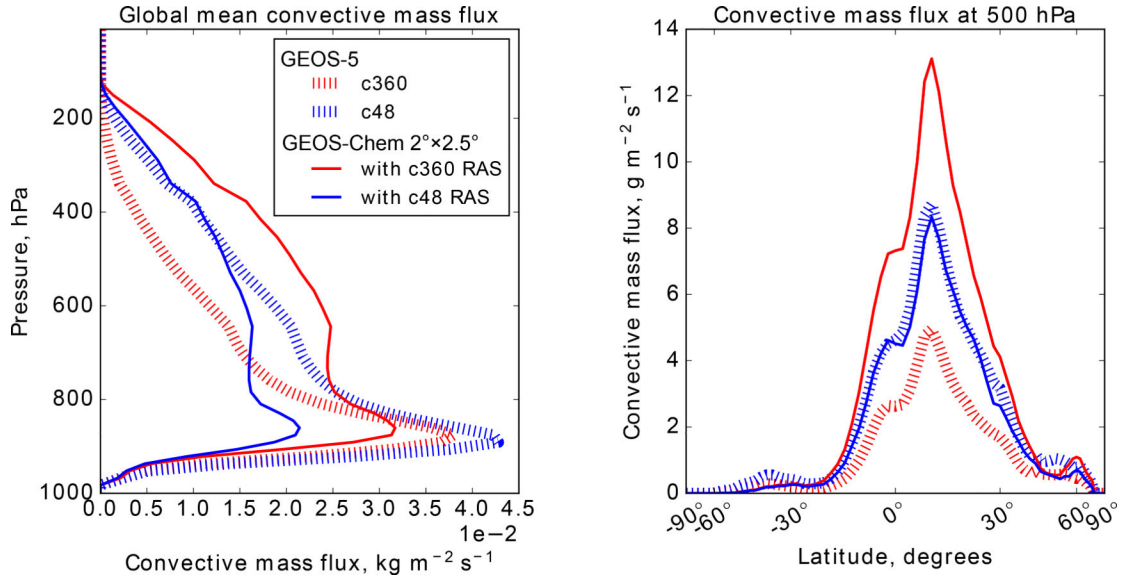 Global mean convective mass flux
GEOS-5
c360
c48
GEOS-Chem 2°×2.5°
with c360 RAS
with c48 RAS
200
400
600
800
1000
Pressure, hPa
0.0 0.5 1.0 1.5 2.0 2.5 3.0 3.5 4.0 4.5
1e−2
Convective mass flux, kg m⁻² s⁻¹
Convective mass flux at 500 hPa
14
12
10
8
6
4
2
0
Convective mass flux, g m⁻² s⁻¹
-90° -60° -30° 0° 30° 60° 90°
Latitude, degrees